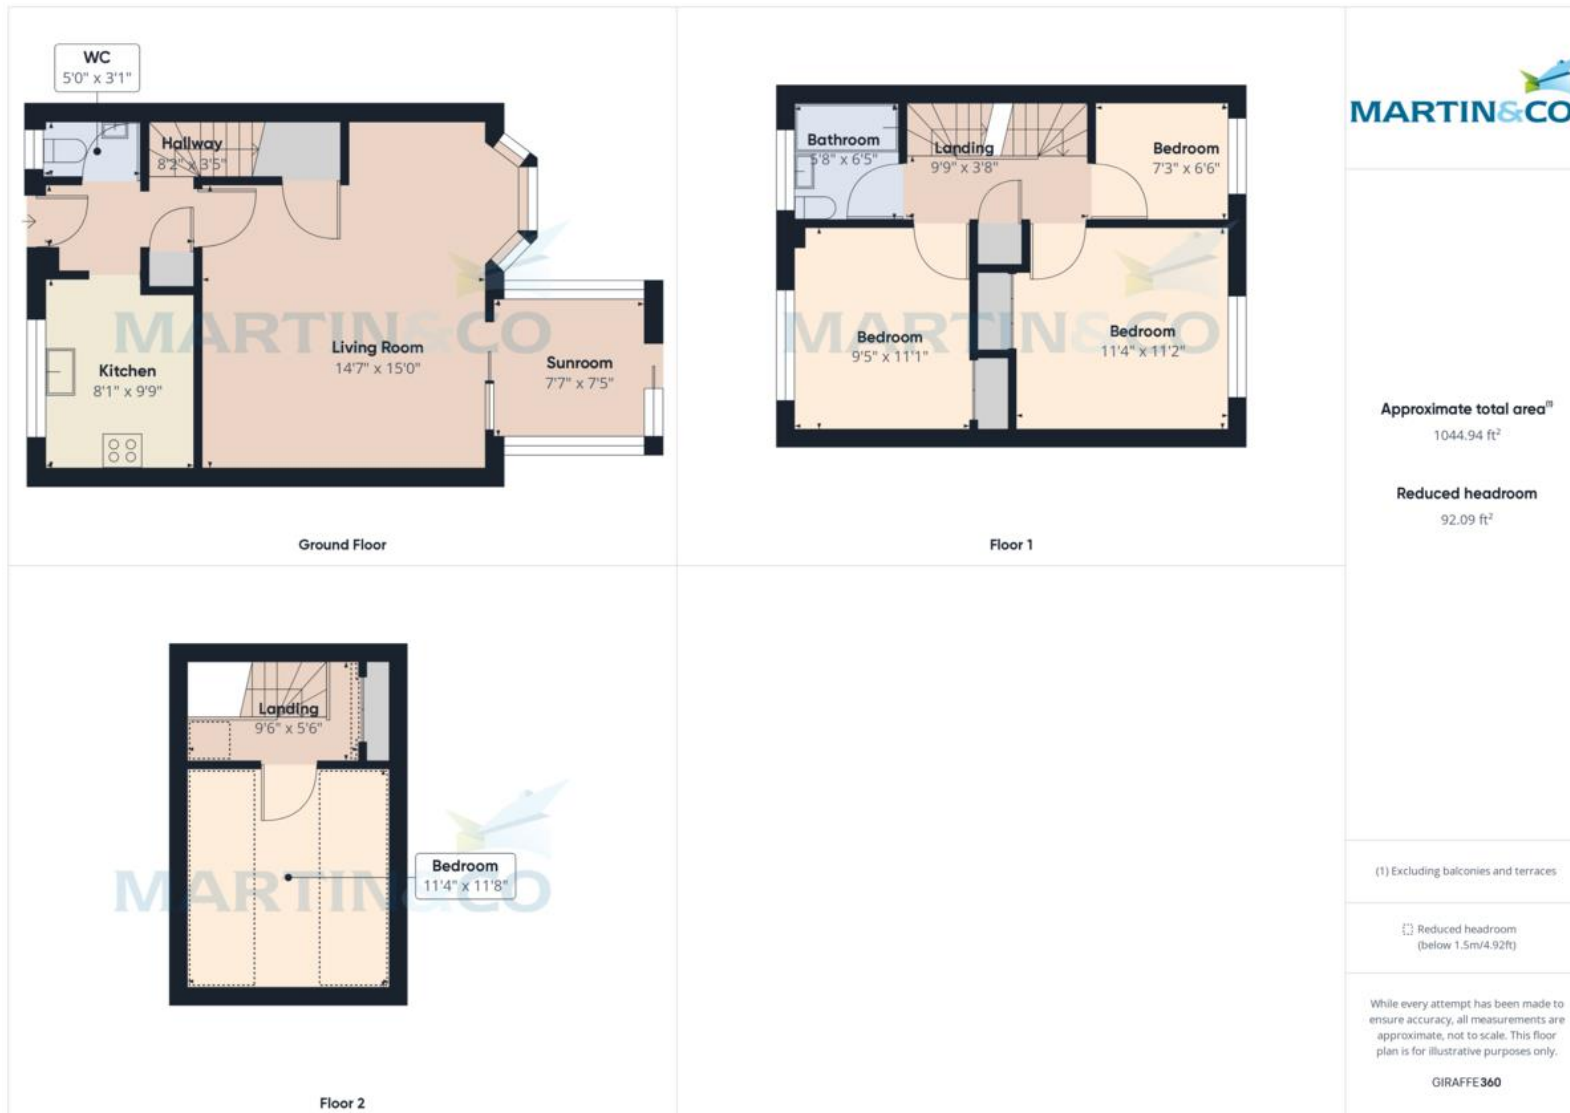 WC
5'0" x 3'1"
Hallway
8'2" x 3'5"
Living Room
14'7" x 15'0"
Kitchen
8'1" x 9'9"
Sunroom
7'7" x 7'5"
MARTIN&CO
Ground Floor
Bathroom
5'8" x 6'5"
Landing
9'9" x 3'8"
Bedroom
7'3" x 6'6"
Bedroom
9'5" x 11'1"
Bedroom
11'4" x 11'2"
MARTIN&CO
Floor 1
Landing
9'6" x 5'6"
Bedroom
11'4" x 11'8"
MARTIN&CO
Floor 2
MARTIN&CO
Approximate total area(1)
1044.94 ft²
Reduced headroom
92.09 ft²
(1) Excluding balconies and terraces
Reduced headroom
(below 1.5m/4.92ft)
While every attempt has been made to
ensure accuracy, all measurements are
approximate, not to scale. This floor
plan is for illustrative purposes only.
GIRAFFE360